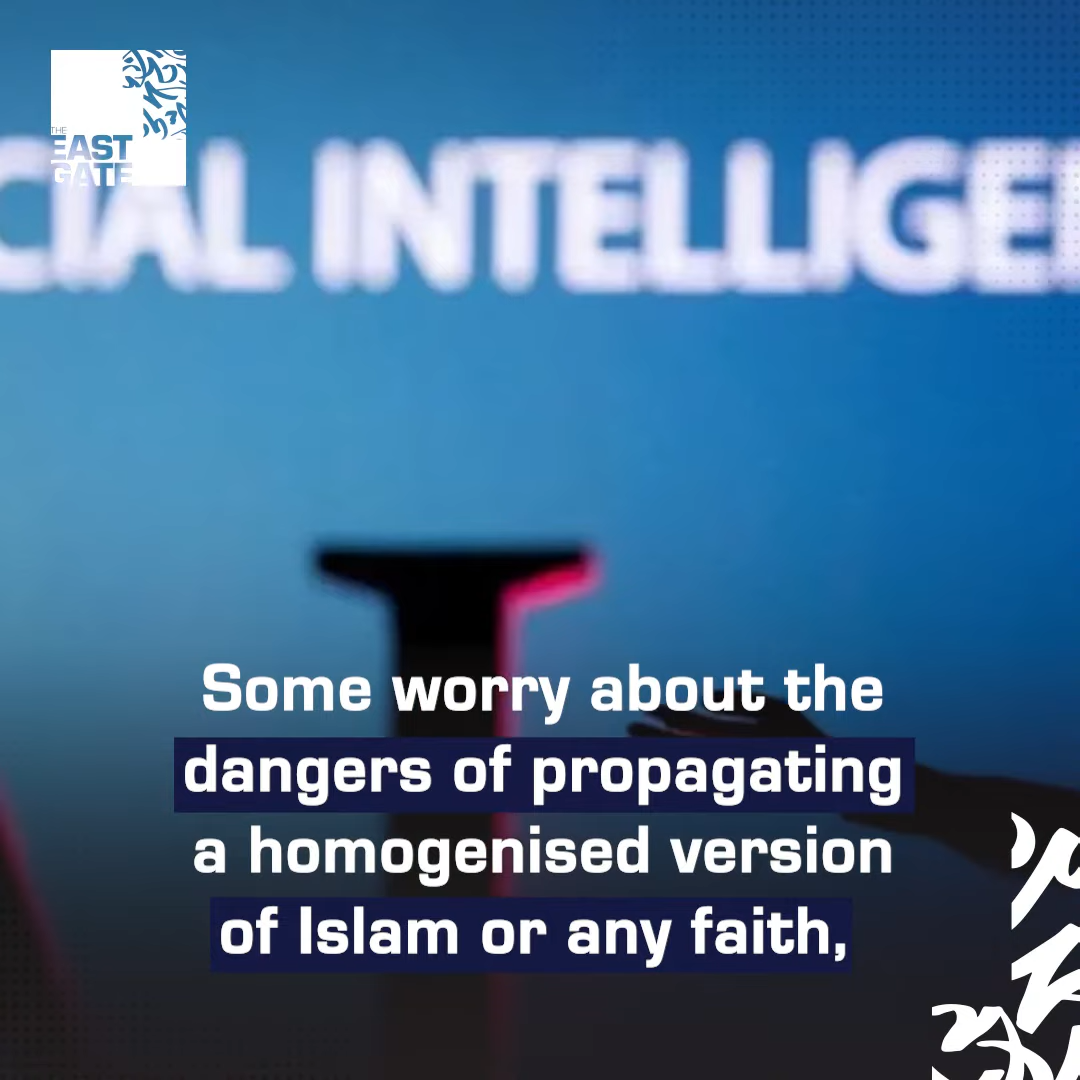 THE
EAST
GATE
CIAL INTELLIGE
Some worry about the
dangers of propagating
a homogenised version
of Islam or any faith,